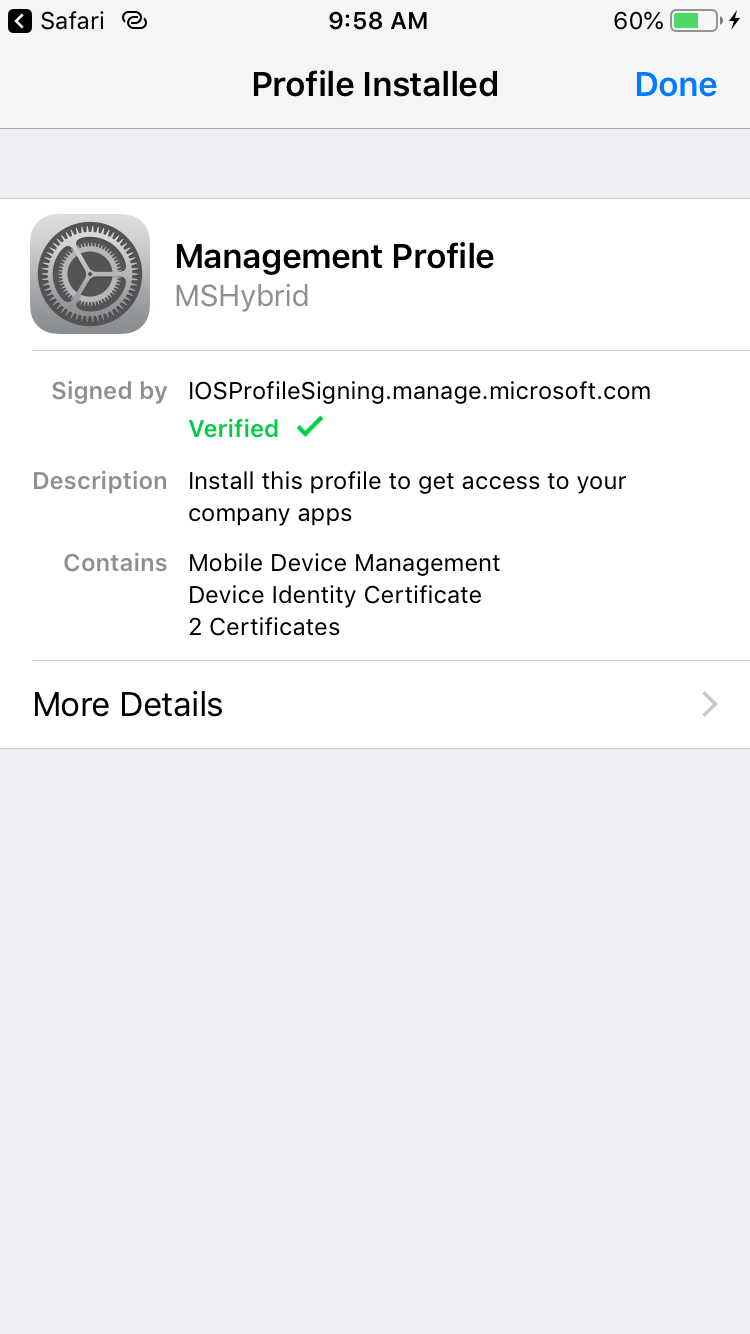 Safari 9:58 AM 60%
Profile Installed Done
Management Profile
MSHybrid
Signed by IOSProfileSigning.manage.microsoft.com
Verified
Description Install this profile to get access to your
company apps
Contains Mobile Device Management
Device Identity Certificate
2 Certificates
More Details